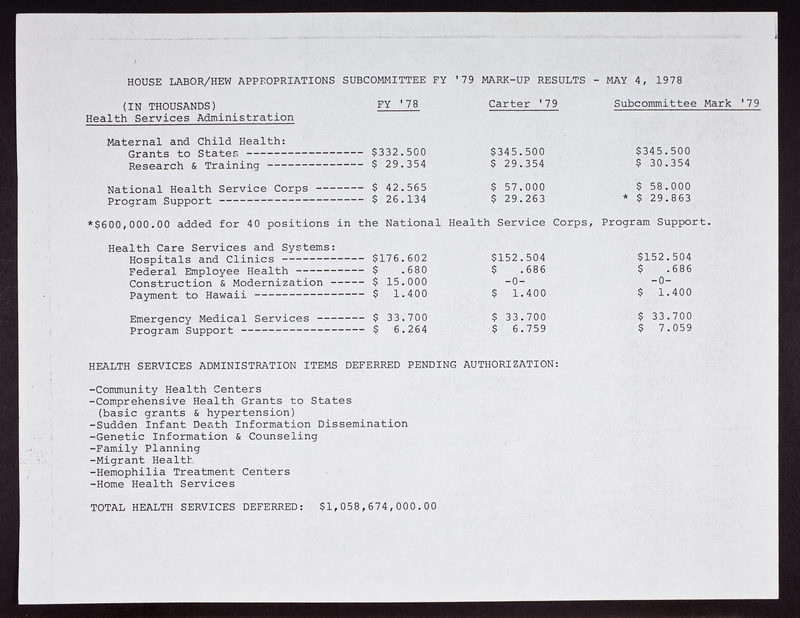 HOUSE LABOR/HEW APPROPRIATIONS SUBCOMMITTEE FY '79 MARK-UP RESULTS - MAY 4, 1978
(IN THOUSANDS) FY '78 Carter '79 Subcommittee Mark '79
Health Services Administration
Maternal and Child Health:
Grants to States ------------------ $332.500 $345.500 $345.500
Research & Training --------------- $ 29.354 $ 29.354 $ 30.354
National Health Service Corps ------- $ 42.565 $ 57.000 $ 58.000
Program Support --------------------- $ 26.134 $ 29.263 * $ 29.863
*$600,000.00 added for 40 positions in the National Health Service Corps, Program Support.
Health Care Services and Systems:
Hospitals and Clinics ------------ $176.602 $152.504 $152.504
Federal Employee Health ---------- $ .680 $ .686 $ .686
Construction & Modernization ----- $ 15.000 -0- -0-
Payment to Hawaii ---------------- $ 1.400 $ 1.400 $ 1.400
Emergency Medical Services ------- $ 33.700 $ 33.700 $ 33.700
Program Support ------------------ $ 6.264 $ 6.759 $ 7.059
HEALTH SERVICES ADMINISTRATION ITEMS DEFERRED PENDING AUTHORIZATION:
-Community Health Centers
-Comprehensive Health Grants to States
(basic grants & hypertension)
-Sudden Infant Death Information Dissemination
-Genetic Information & Counseling
-Family Planning
-Migrant Health
-Hemophilia Treatment Centers
-Home Health Services
TOTAL HEALTH SERVICES DEFERRED: $1,058,674,000.00